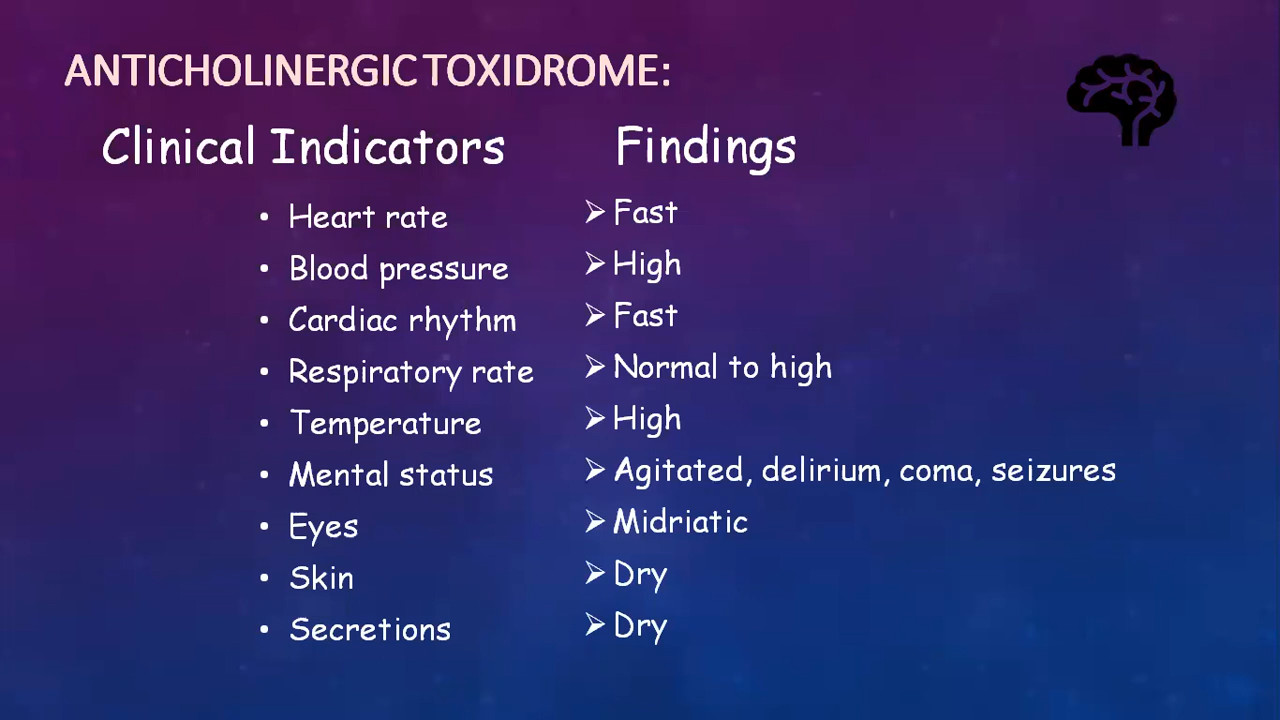 ANTICHOLINERGIC TOXIDROME:
Clinical Indicators Findings
• Heart rate ➢ Fast
• Blood pressure ➢ High
• Cardiac rhythm ➢ Fast
• Respiratory rate ➢ Normal to high
• Temperature ➢ High
• Mental status ➢ Agitated, delirium, coma, seizures
• Eyes ➢ Midriatic
• Skin ➢ Dry
• Secretions ➢ Dry